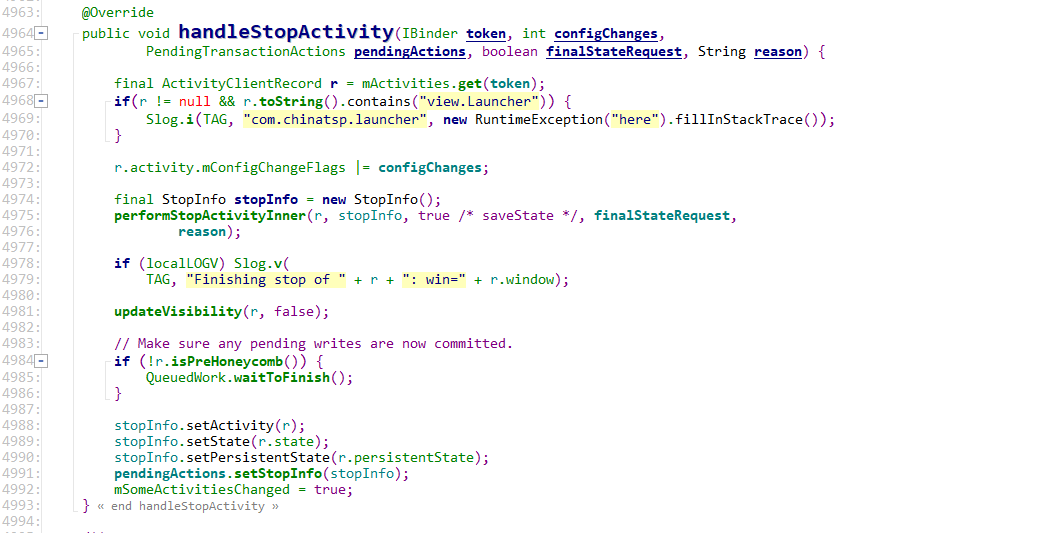 4963:     @Override
4964:     public void handleStopActivity(IBinder token, int configChanges,
4965:             PendingTransactionActions pendingActions, boolean finalStateRequest, String reason) {
4966:
4967:         final ActivityClientRecord r = mActivities.get(token);
4968:         if(r != null && r.toString().contains("view.Launcher")) {
4969:             Slog.i(TAG, "com.chinatsp.launcher", new RuntimeException("here").fillInStackTrace());
4970:         }
4971:
4972:         r.activity.mConfigChangeFlags |= configChanges;
4973:
4974:         final StopInfo stopInfo = new StopInfo();
4975:         performStopActivityInner(r, stopInfo, true /* saveState */, finalStateRequest,
4976:                 reason);
4977:
4978:         if (localLOGV) Slog.v(
4979:             TAG, "Finishing stop of " + r + ": win=" + r.window);
4980:
4981:         updateVisibility(r, false);
4982:
4983:         // Make sure any pending writes are now committed.
4984:         if (!r.isPreHoneycomb()) {
4985:             QueuedWork.waitToFinish();
4986:         }
4987:
4988:         stopInfo.setActivity(r);
4989:         stopInfo.setState(r.state);
4990:         stopInfo.setPersistentState(r.persistentState);
4991:         pendingActions.setStopInfo(stopInfo);
4992:         mSomeActivitiesChanged = true;
4993:     } « end handleStopActivity »
4994: